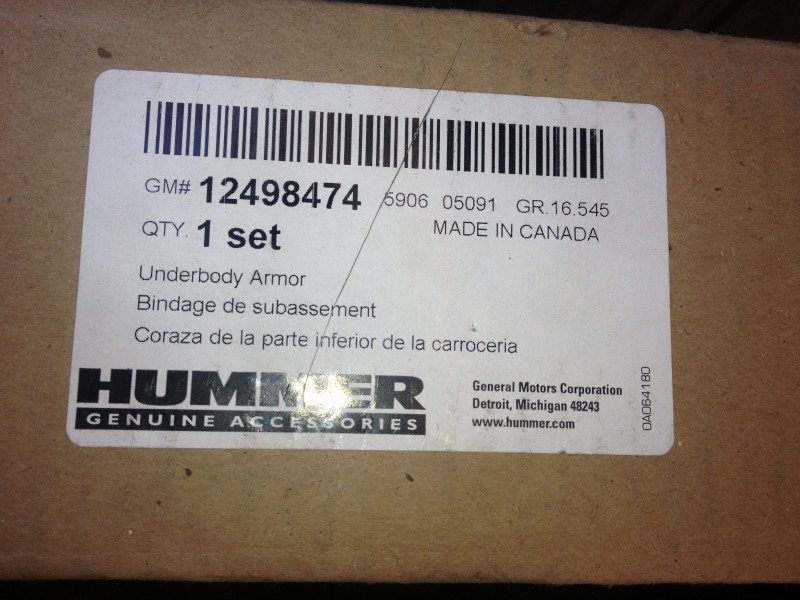 GM# 12498474 5906 05091 GR.16.545
QTY. 1 set MADE IN CANADA
Underbody Armor
Bindage de subassement
Coraza de la parte inferior de la carroceria
HUMMER
GENUINE ACCESSORIES
General Motors Corporation
Detroit, Michigan 48243
www.hummer.com
0A064180